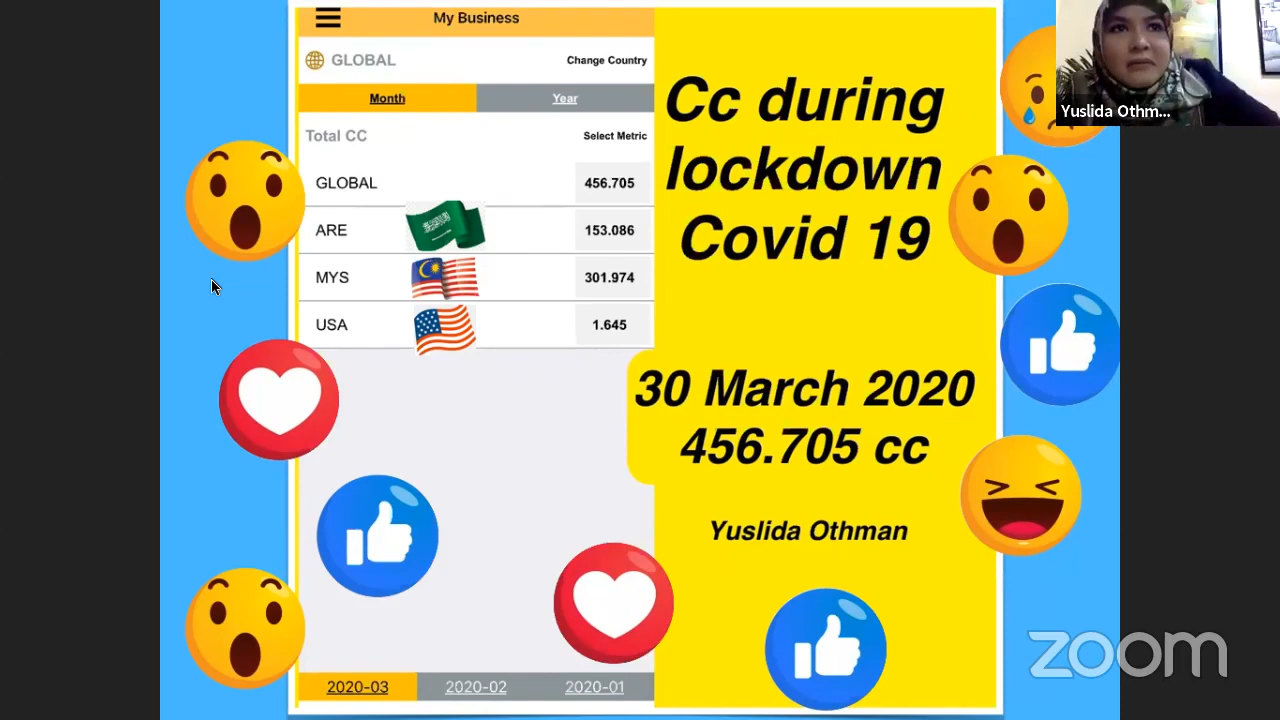 My Business
GLOBAL
Change Country
Month
Year
Total CC
Select Metric
GLOBAL
456.705
ARE
153.086
MYS
301.974
USA
1.645
2020-03
2020-02
2020-01
Cc during
lockdown
Covid 19
30 March 2020
456.705 cc
Yuslida Othman
Yuslida Othm...
zoom